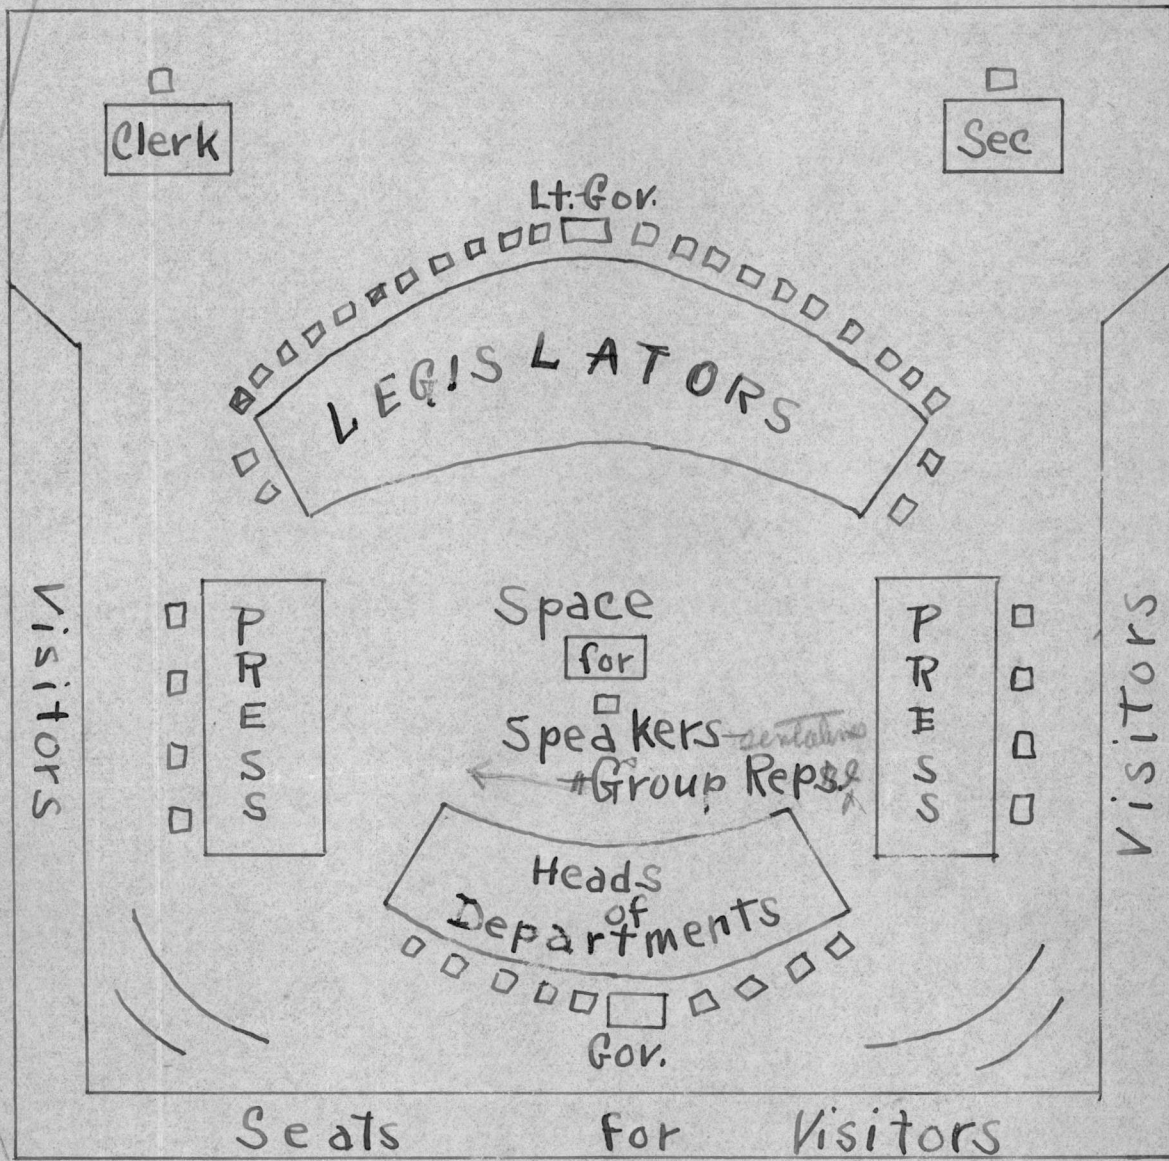 Clerk
Sec
Lt. Gov.
LEGISLATORS
Visitors
PRESS
Space
for
Speakers
Group Reps.
PRESS
Visitors
Heads
of
Departments
Gov.
Seats for Visitors